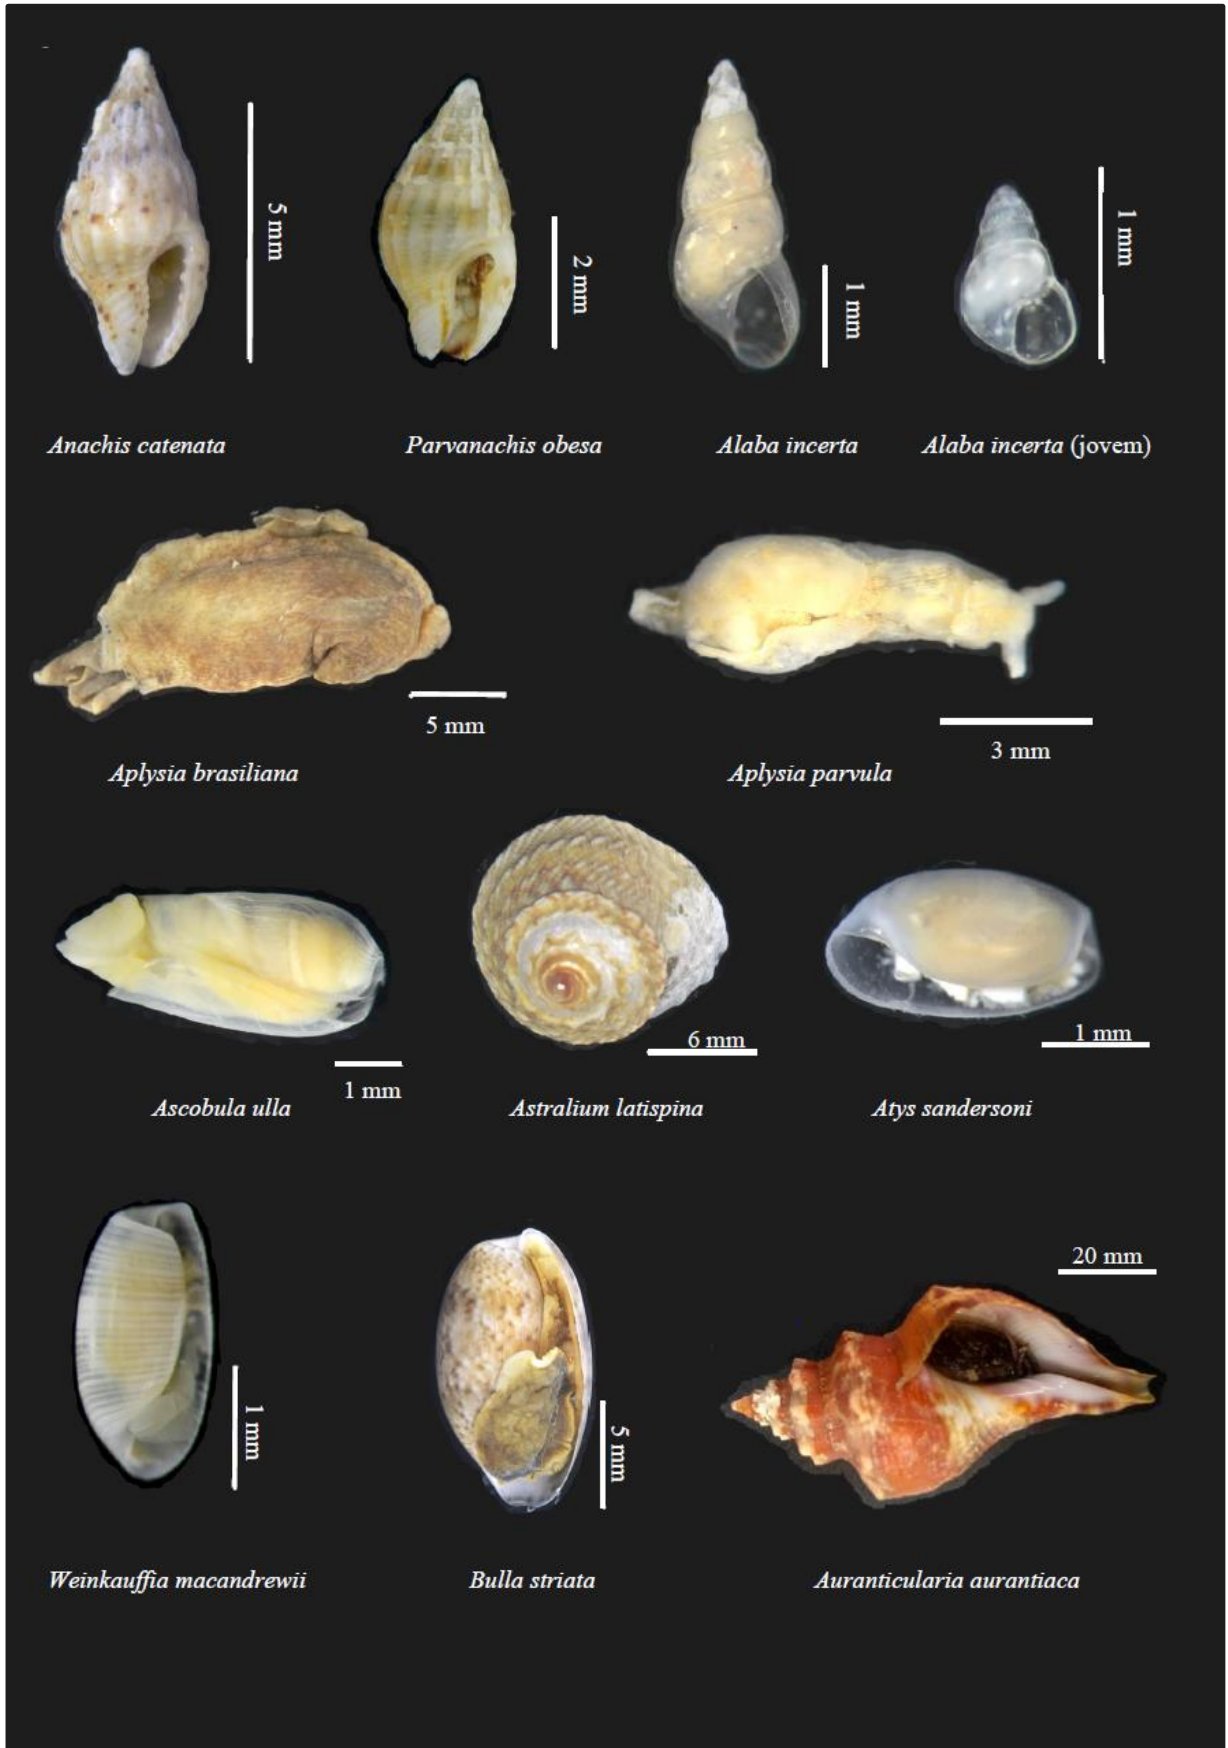 5 mm
2 mm
1 mm
1 mm
Anachis catenata
Parvanachis obesa
Alaba incerta
Alaba incerta (jovem)
5 mm
3 mm
Aplysia brasiliana
Aplysia parvula
1 mm
6 mm
1 mm
Ascobula ulla
Astralium latispina
Atys sandersoni
1 mm
5 mm
20 mm
Weinkauffia macandrewii
Bulla striata
Auranticularia aurantiaca